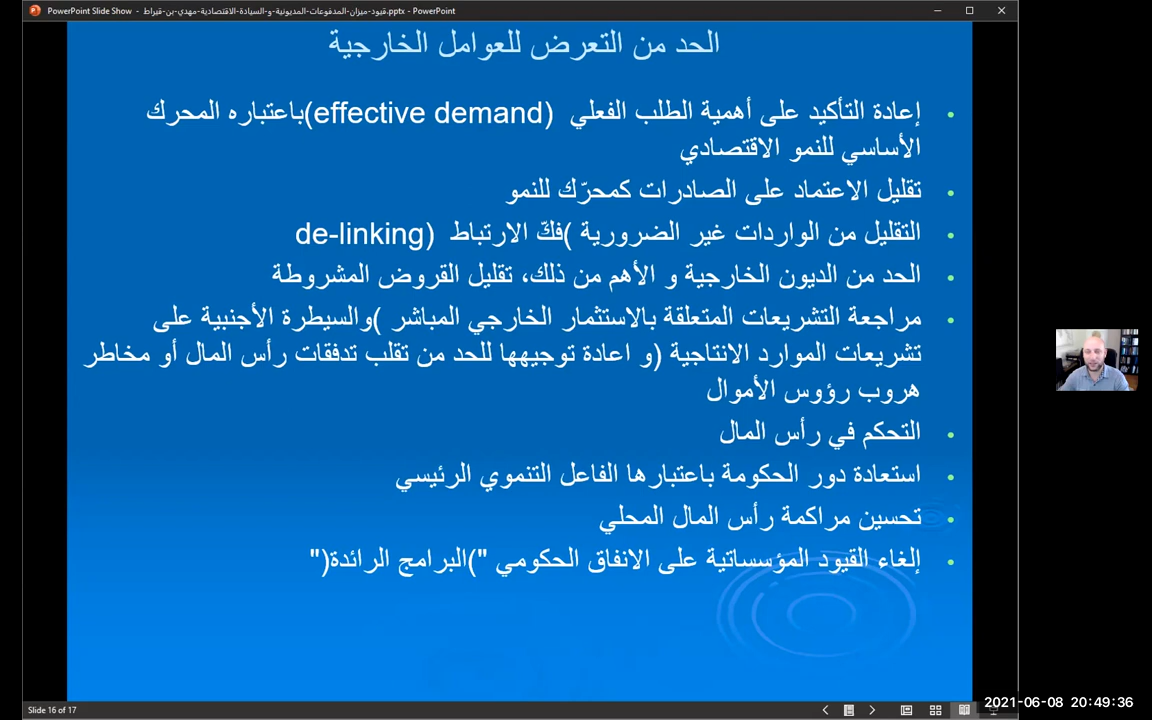 PowerPoint Slide Show - قيود-ميزان-المدفوعات-المديونية-و-السيادة-الاقتصادية-مهدي-بن-قيراط.pptx - PowerPoint
الحد من التعرض للعوامل الخارجية
• إعادة التأكيد على أهمية الطلب الفعلي (effective demand)باعتباره المحرك
الأساسي للنمو الاقتصادي
• تقليل الاعتماد على الصادرات كمحرّك للنمو
• التقليل من الواردات غير الضرورية )فكّ الارتباط (de-linking
• الحد من الديون الخارجية و الأهم من ذلك، تقليل القروض المشروطة
• مراجعة التشريعات المتعلقة بالاستثمار الخارجي المباشر )والسيطرة الأجنبية على
تشريعات الموارد الانتاجية (و اعادة توجيهها للحد من تقلب تدفقات رأس المال أو مخاطر
هروب رؤوس الأموال
• التحكم في رأس المال
• استعادة دور الحكومة باعتبارها الفاعل التنموي الرئيسي
• تحسين مراكمة رأس المال المحلي
• إلغاء القيود المؤسساتية على الانفاق الحكومي ")البرامج الرائدة("
Slide 16 of 17
2021-06-08 20:49:36